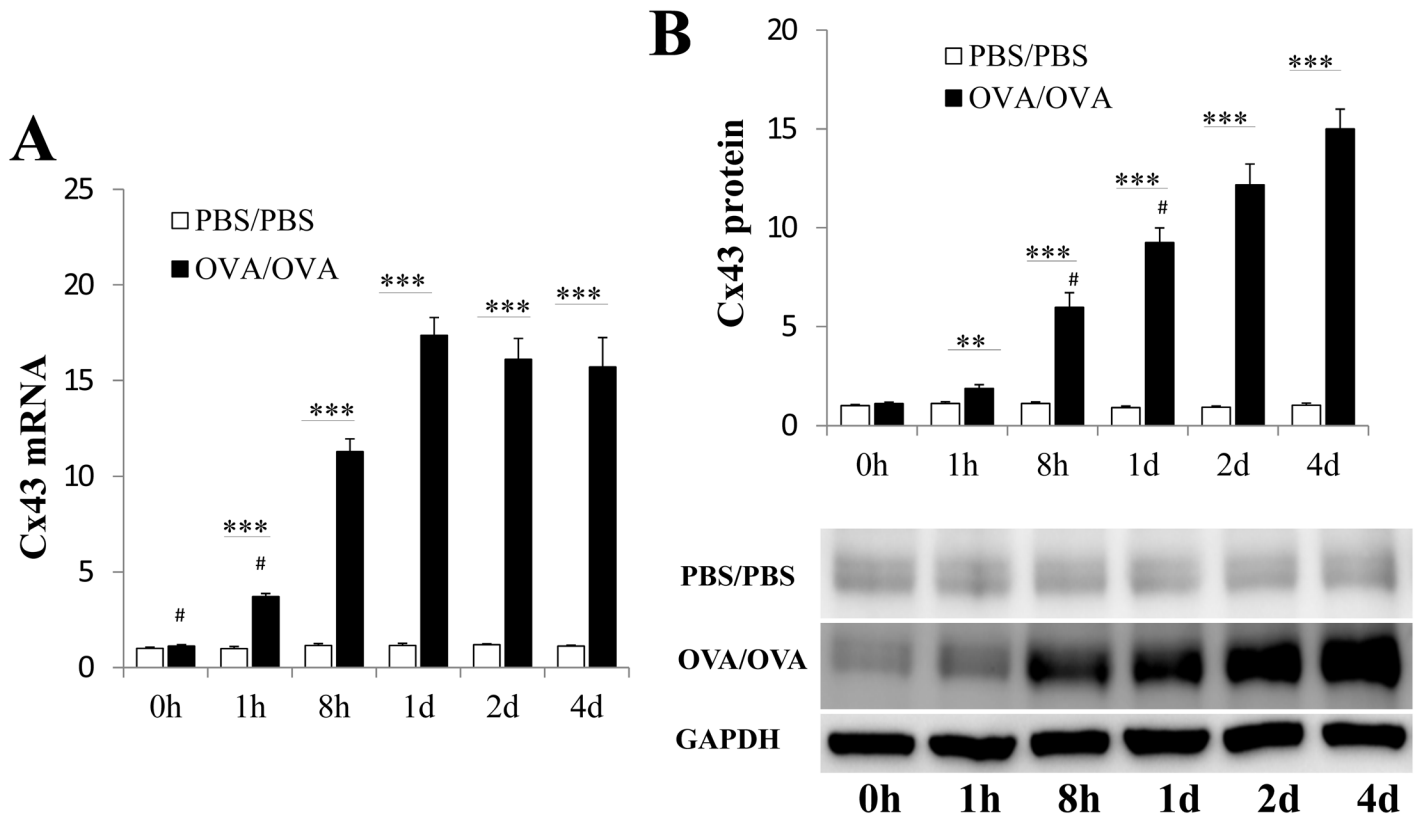 A
Cx43 mRNA
25
20
15
10
5
0
PBS/PBS
OVA/OVA
#
***
#
***
***
***
***
0h 1h 8h 1d 2d 4d
B
Cx43 protein
20
15
10
5
0
PBS/PBS
OVA/OVA
**
***
#
***
#
***
***
0h 1h 8h 1d 2d 4d
PBS/PBS
OVA/OVA
GAPDH
0h 1h 8h 1d 2d 4d